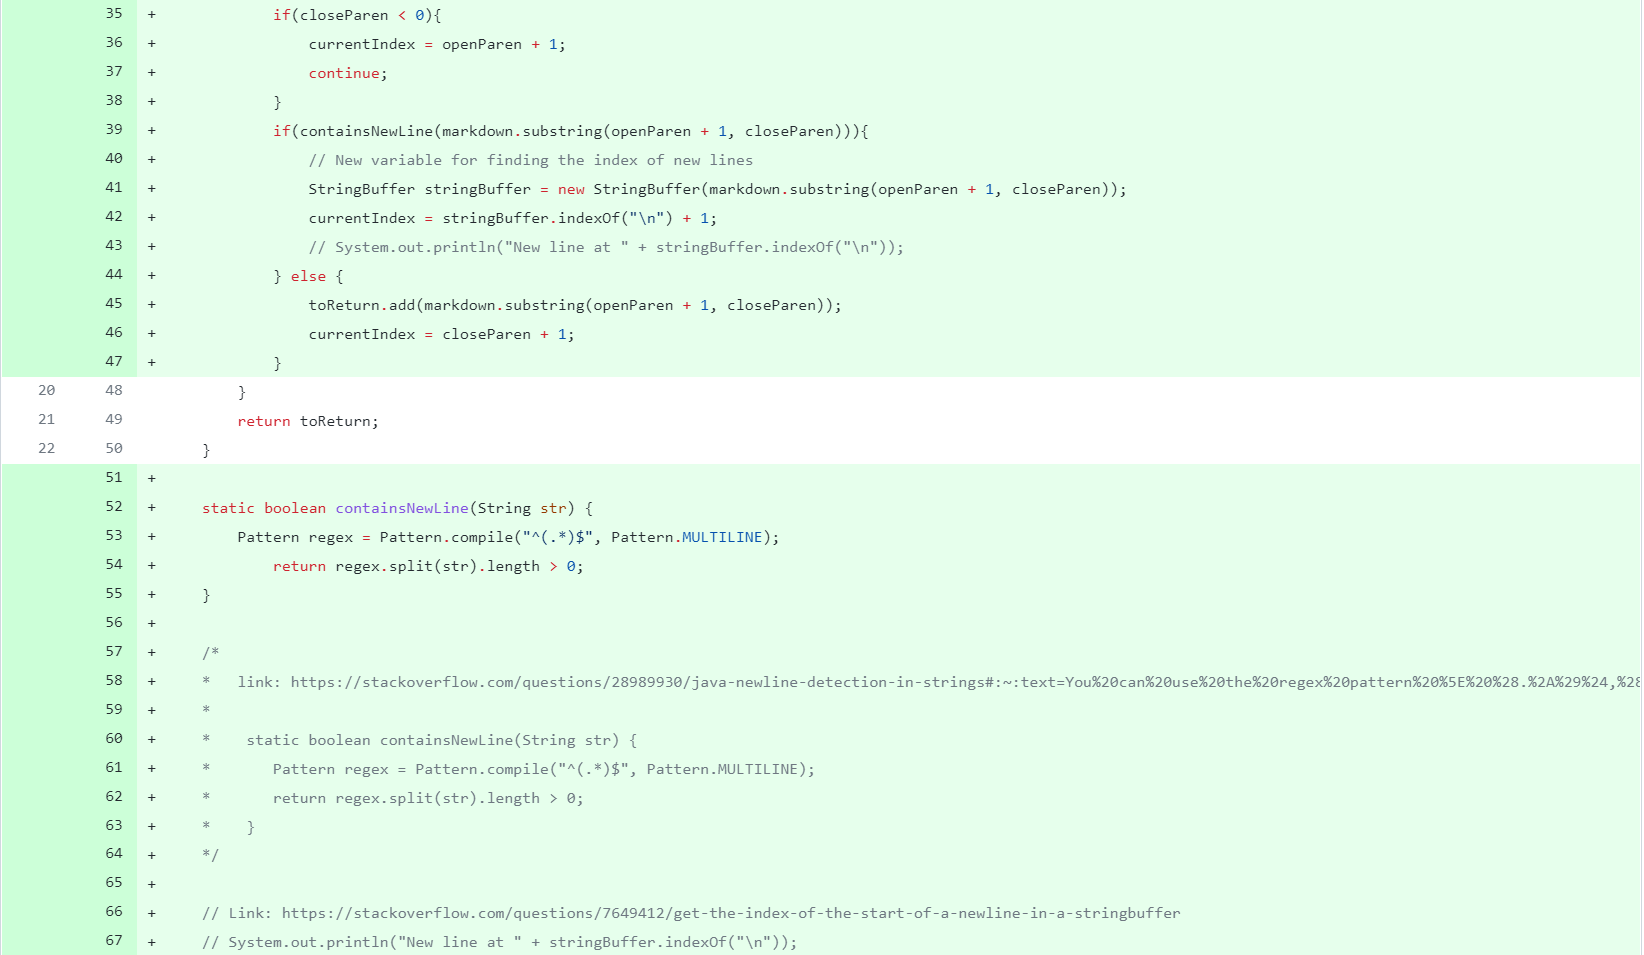 35 + if(closeParen < 0){
36 + currentIndex = openParen + 1;
37 + continue;
38 + }
39 + if(containsNewLine(markdown.substring(openParen + 1, closeParen))){
40 + // New variable for finding the index of new lines
41 + StringBuffer stringBuffer = new StringBuffer(markdown.substring(openParen + 1, closeParen));
42 + currentIndex = stringBuffer.indexOf("\n") + 1;
43 + // System.out.println("New line at " + stringBuffer.indexOf("\n"));
44 + } else {
45 + toReturn.add(markdown.substring(openParen + 1, closeParen));
46 + currentIndex = closeParen + 1;
47 + }
20 48 }
21 49 return toReturn;
22 50 }
51 +
52 + static boolean containsNewLine(String str) {
53 + Pattern regex = Pattern.compile("^(.*)$", Pattern.MULTILINE);
54 + return regex.split(str).length > 0;
55 + }
56 +
57 + /*
58 + * link: https://stackoverflow.com/questions/28989930/java-newline-detection-in-strings#:~:text=You%20can%20use%20the%20regex%20pattern%20%5E%20%28.%2A%29%24,%28
59 + *
60 + * static boolean containsNewLine(String str) {
61 + * Pattern regex = Pattern.compile("^(.*)$", Pattern.MULTILINE);
62 + * return regex.split(str).length > 0;
63 + * }
64 + */
65 +
66 + // Link: https://stackoverflow.com/questions/7649412/get-the-index-of-the-start-of-a-newline-in-a-stringbuffer
67 + // System.out.println("New line at " + stringBuffer.indexOf("\n"));